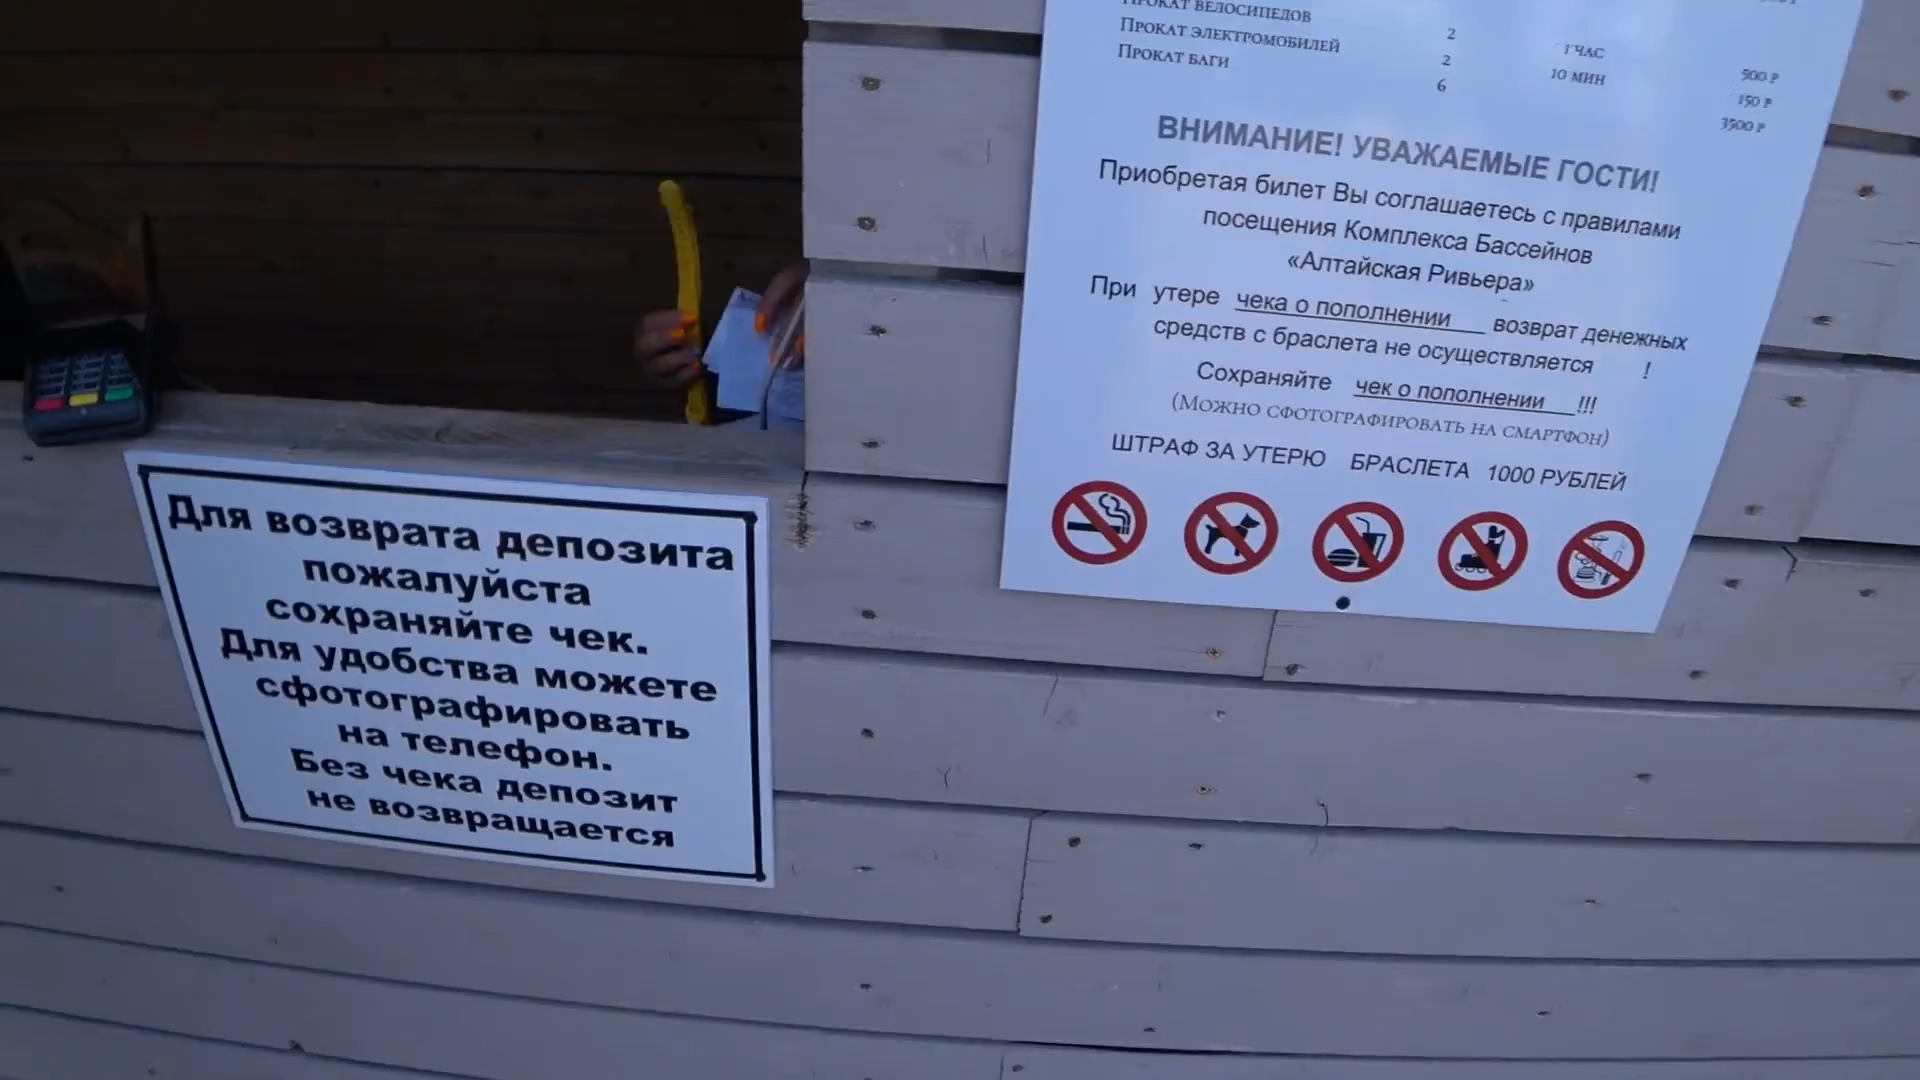 Прокат велосипедов 2 1 час 500 ₽
Прокат электромобилей 2 10 мин 150 ₽
Прокат баги 6 3500 ₽
ВНИМАНИЕ! УВАЖАЕМЫЕ ГОСТИ!
Приобретая билет Вы соглашаетесь с правилами
посещения Комплекса Бассейнов
«Алтайская Ривьера»
При утере чека о пополнении возврат денежных
средств с браслета не осуществляется !
Сохраняйте чек о пополнении !!!
(Можно сфотографировать на смартфон)
ШТРАФ ЗА УТЕРЮ БРАСЛЕТА 1000 РУБЛЕЙ
Для возврата депозита
пожалуйста
сохраняйте чек.
Для удобства можете
сфотографировать
на телефон.
Без чека депозит
не возвращается